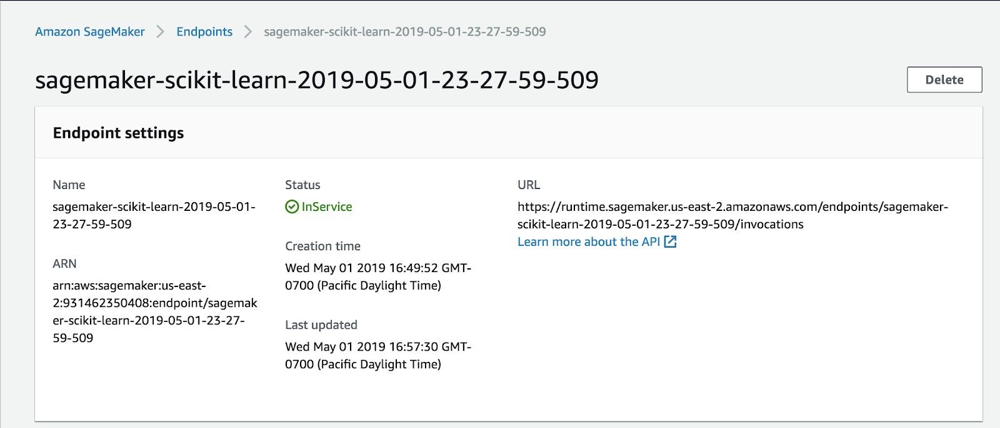 Amazon SageMaker > Endpoints > sagemaker-scikit-learn-2019-05-01-23-27-59-509
sagemaker-scikit-learn-2019-05-01-23-27-59-509
Delete
Endpoint settings
Name
sagemaker-scikit-learn-2019-05-01-
23-27-59-509
ARN
arn:aws:sagemaker:us-east-
2:931462350408:endpoint/sagemak
er-scikit-learn-2019-05-01-23-27-
59-509
Status
InService
Creation time
Wed May 01 2019 16:49:52 GMT-
0700 (Pacific Daylight Time)
Last updated
Wed May 01 2019 16:57:30 GMT-
0700 (Pacific Daylight Time)
URL
https://runtime.sagemaker.us-east-2.amazonaws.com/endpoints/sagemaker-
scikit-learn-2019-05-01-23-27-59-509/invocations
Learn more about the API